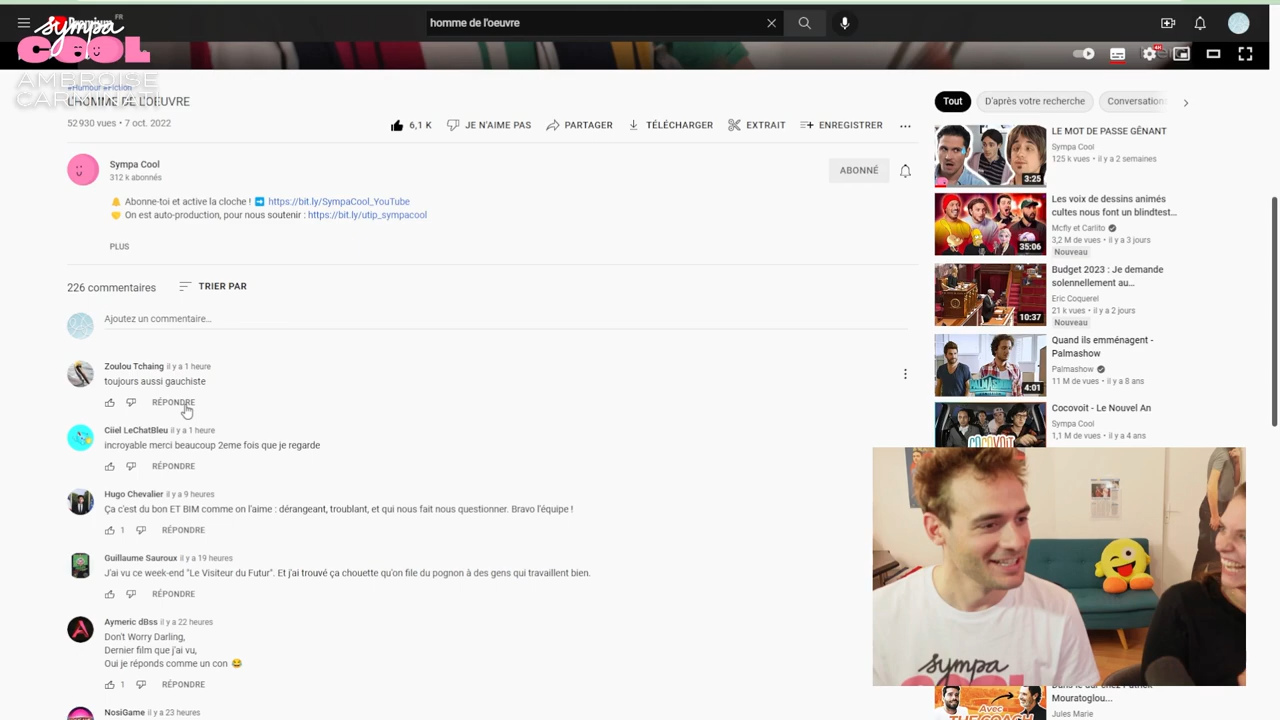 Premium
FR
sympa
COOL
AMBROISE
CARMINATI
homme de l'oeuvre
#Humour #Fiction
L'HOMME DE L'OEUVRE
52 930 vues • 7 oct. 2022
6,1 K
JE N'AIME PAS
PARTAGER
TÉLÉCHARGER
EXTRAIT
ENREGISTRER
Sympa Cool
312 k abonnés
ABONNÉ
🔔 Abonne-toi et active la cloche ! ➡️ https://bit.ly/SympaCool_YouTube
🤝 On est auto-production, pour nous soutenir : https://bit.ly/utip_sympacool
PLUS
226 commentaires
TRIER PAR
Ajoutez un commentaire...
Zoulou Tchaing il y a 1 heure
toujours aussi gauchiste
RÉPONDRE
Ciiel LeChatBleu il y a 1 heure
incroyable merci beaucoup 2eme fois que je regarde
RÉPONDRE
Hugo Chevalier il y a 9 heures
Ça c'est du bon ET BIM comme on l'aime : dérangeant, troublant, et qui nous fait nous questionner. Bravo l'équipe !
1
RÉPONDRE
Guillaume Sauroux il y a 19 heures
J'ai vu ce week-end "Le Visiteur du Futur". Et j'ai trouvé ça chouette qu'on file du pognon à des gens qui travaillent bien.
RÉPONDRE
Aymeric dBss il y a 22 heures
Don't Worry Darling,
Dernier film que j'ai vu,
Oui je réponds comme un con 😂
1
RÉPONDRE
NosiGame il y a 23 heures
Tout
D'après votre recherche
Conversation
LE MOT DE PASSE GÊNANT
Sympa Cool
125 k vues • il y a 2 semaines
3:25
Les voix de dessins animés
cultes nous font un blindtest...
Mcfly et Carlito
3,2 M de vues • il y a 3 jours
Nouveau
35:06
Budget 2023 : Je demande
solennellement au...
Eric Coquerel
21 k vues • il y a 2 jours
Nouveau
10:37
Quand ils emménagent -
Palmashow
Palmashow
11 M de vues • il y a 8 ans
4:01
Cocovoit - Le Nouvel An
Sympa Cool
1,1 M de vues • il y a 4 ans
COCOVOIT
sympa
COOL
Mouratoglou...
Jules Marie
Avec
THE COACH